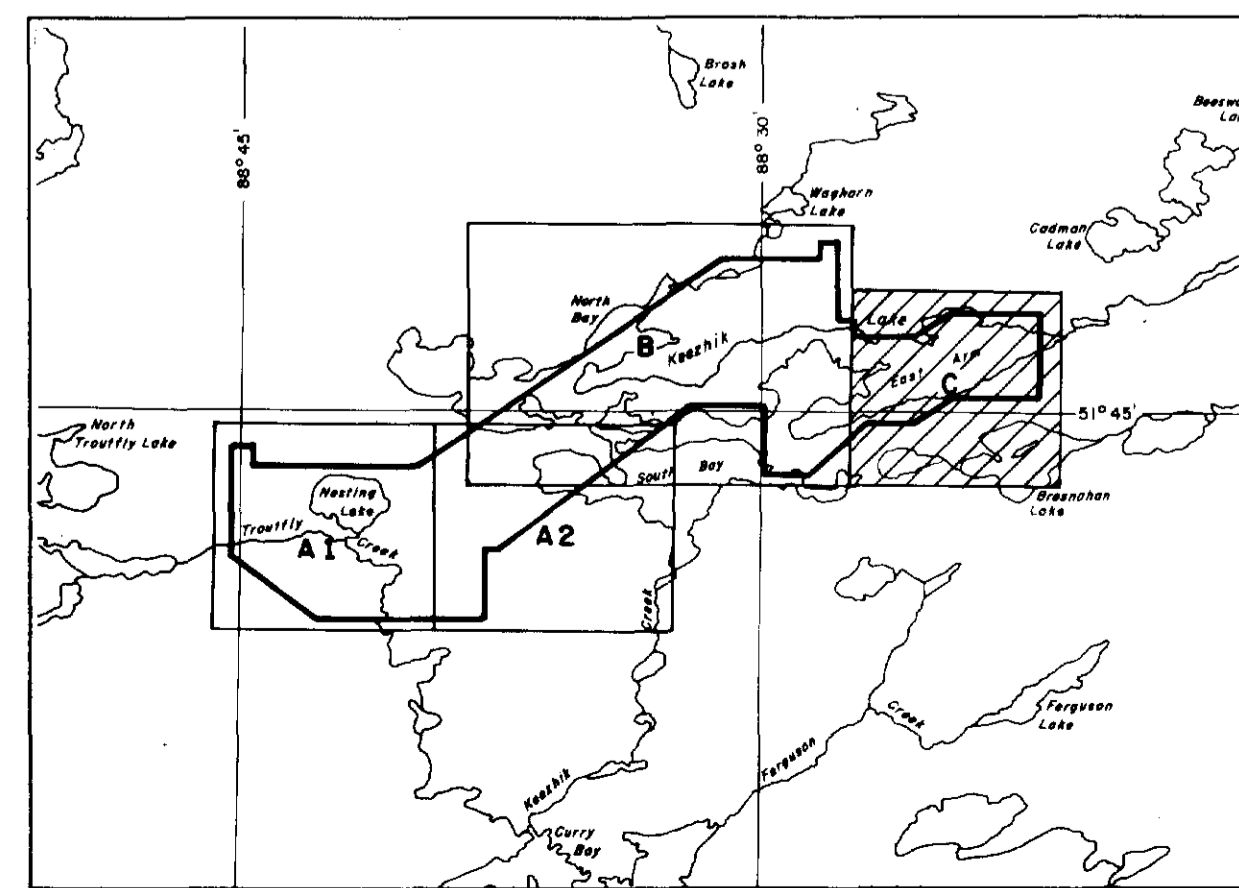 Brash
Lake
88° 45'
88° 30'
Waghorn
Lake
Cadman
Lake
North
Bay
B
Keezhik
Lake
East Arm
C
51° 45'
North
Troutfly Lake
Nesting
Lake
South Bay
Bresnahan
Lake
Troutfly
Creek
A1
A2
Creek
Creek
Ferguson
Lake
Ferguson
Keezhik
Curry
Bay